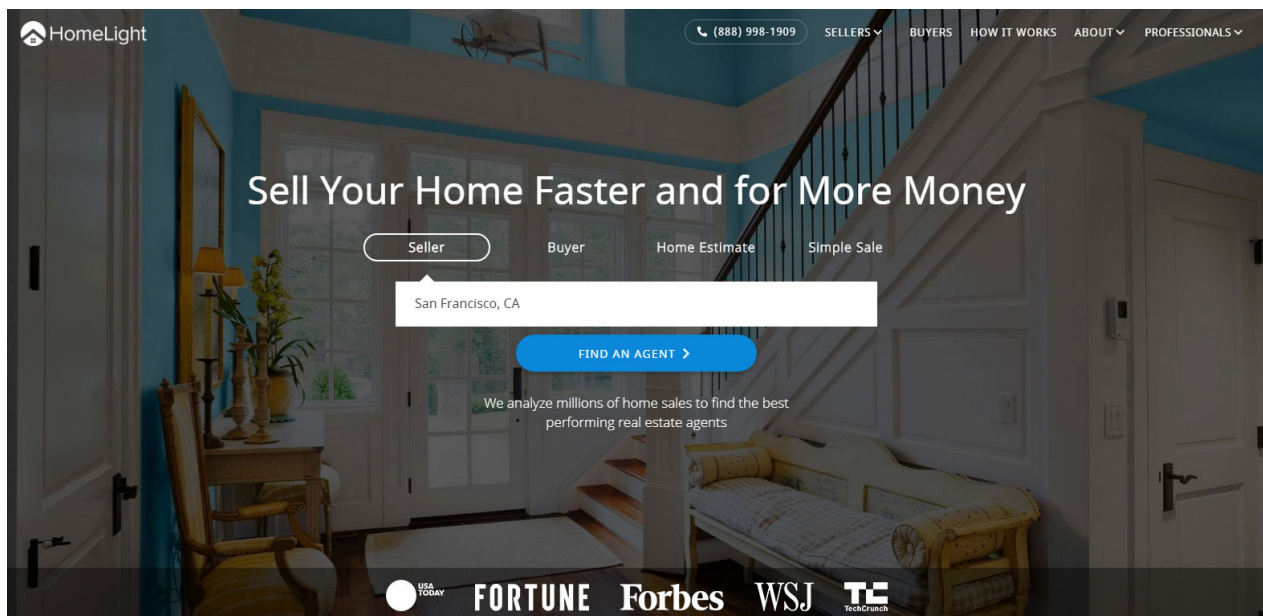 HomeLight
(888) 998-1909
SELLERS
BUYERS
HOW IT WORKS
ABOUT
PROFESSIONALS
Sell Your Home Faster and for More Money
Seller
Buyer
Home Estimate
Simple Sale
San Francisco, CA
FIND AN AGENT
We analyze millions of home sales to find the best
performing real estate agents
USA
TODAY
FORTUNE
Forbes
WSJ
TC
TechCrunch